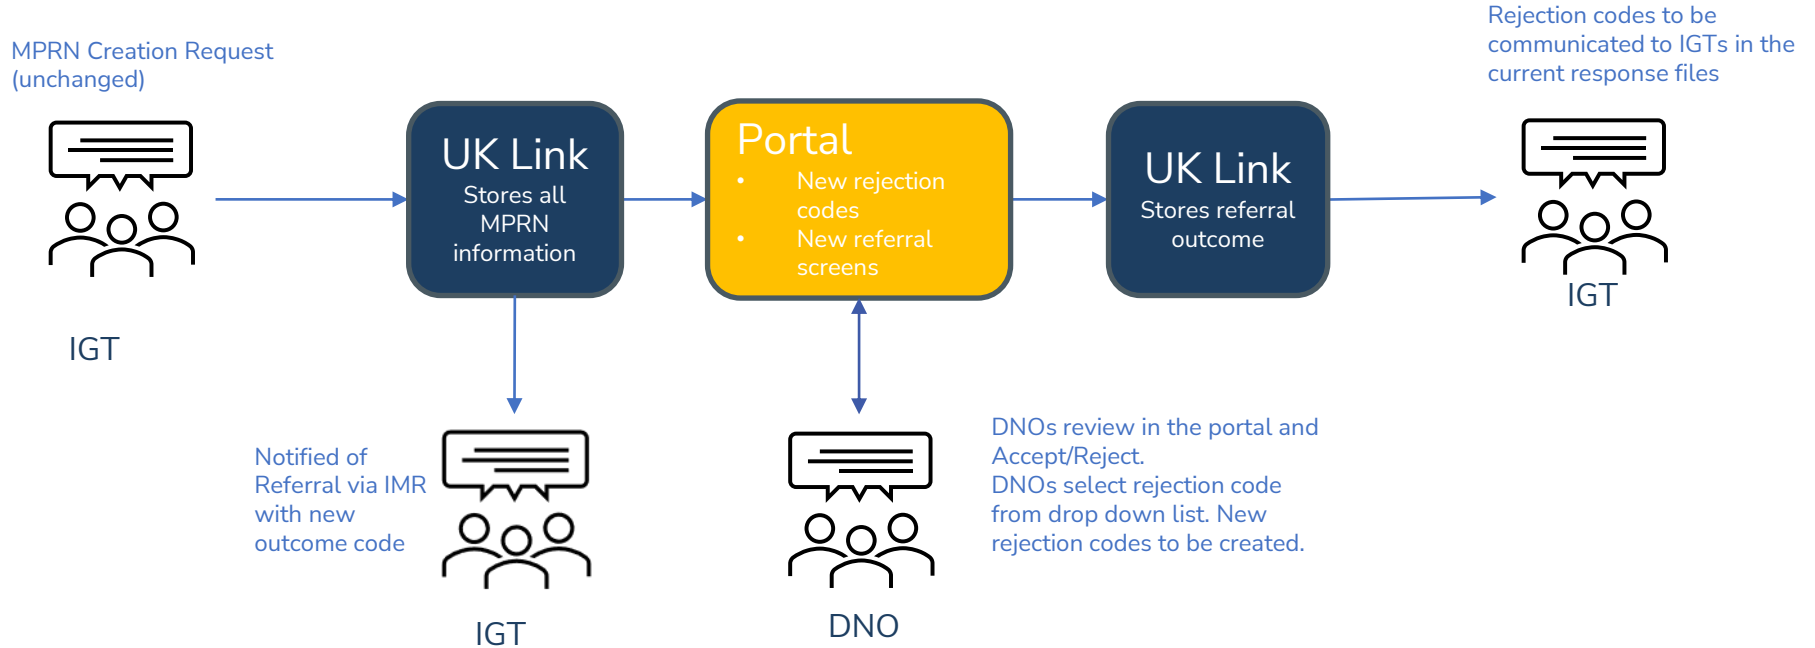 MPRN Creation Request
(unchanged)
IGT
UK Link
Stores all
MPRN
information
Notified of
Referral via IMR
with new
outcome code
IGT
Portal
• New rejection
codes
• New referral
screens
DNO
DNOs review in the portal and
Accept/Reject.
DNOs select rejection code
from drop down list. New
rejection codes to be created.
UK Link
Stores referral
outcome
Rejection codes to be
communicated to IGTs in the
current response files
IGT